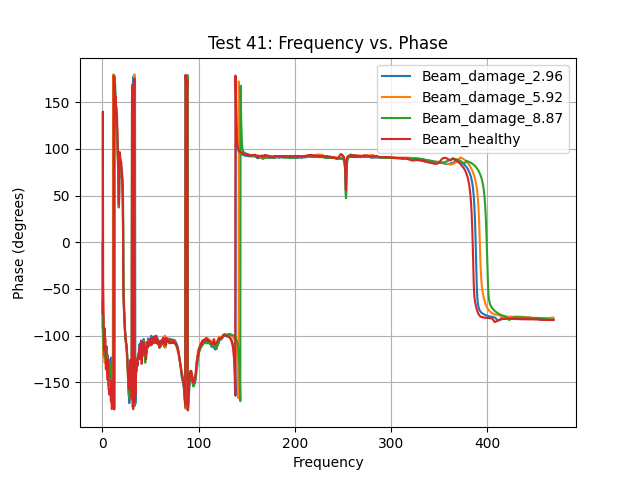 Test 41: Frequency vs. Phase
Beam_damage_2.96
Beam_damage_5.92
Beam_damage_8.87
Beam_healthy
150
100
50
0
−50
−100
−150
Phase (degrees)
0 100 200 300 400
Frequency